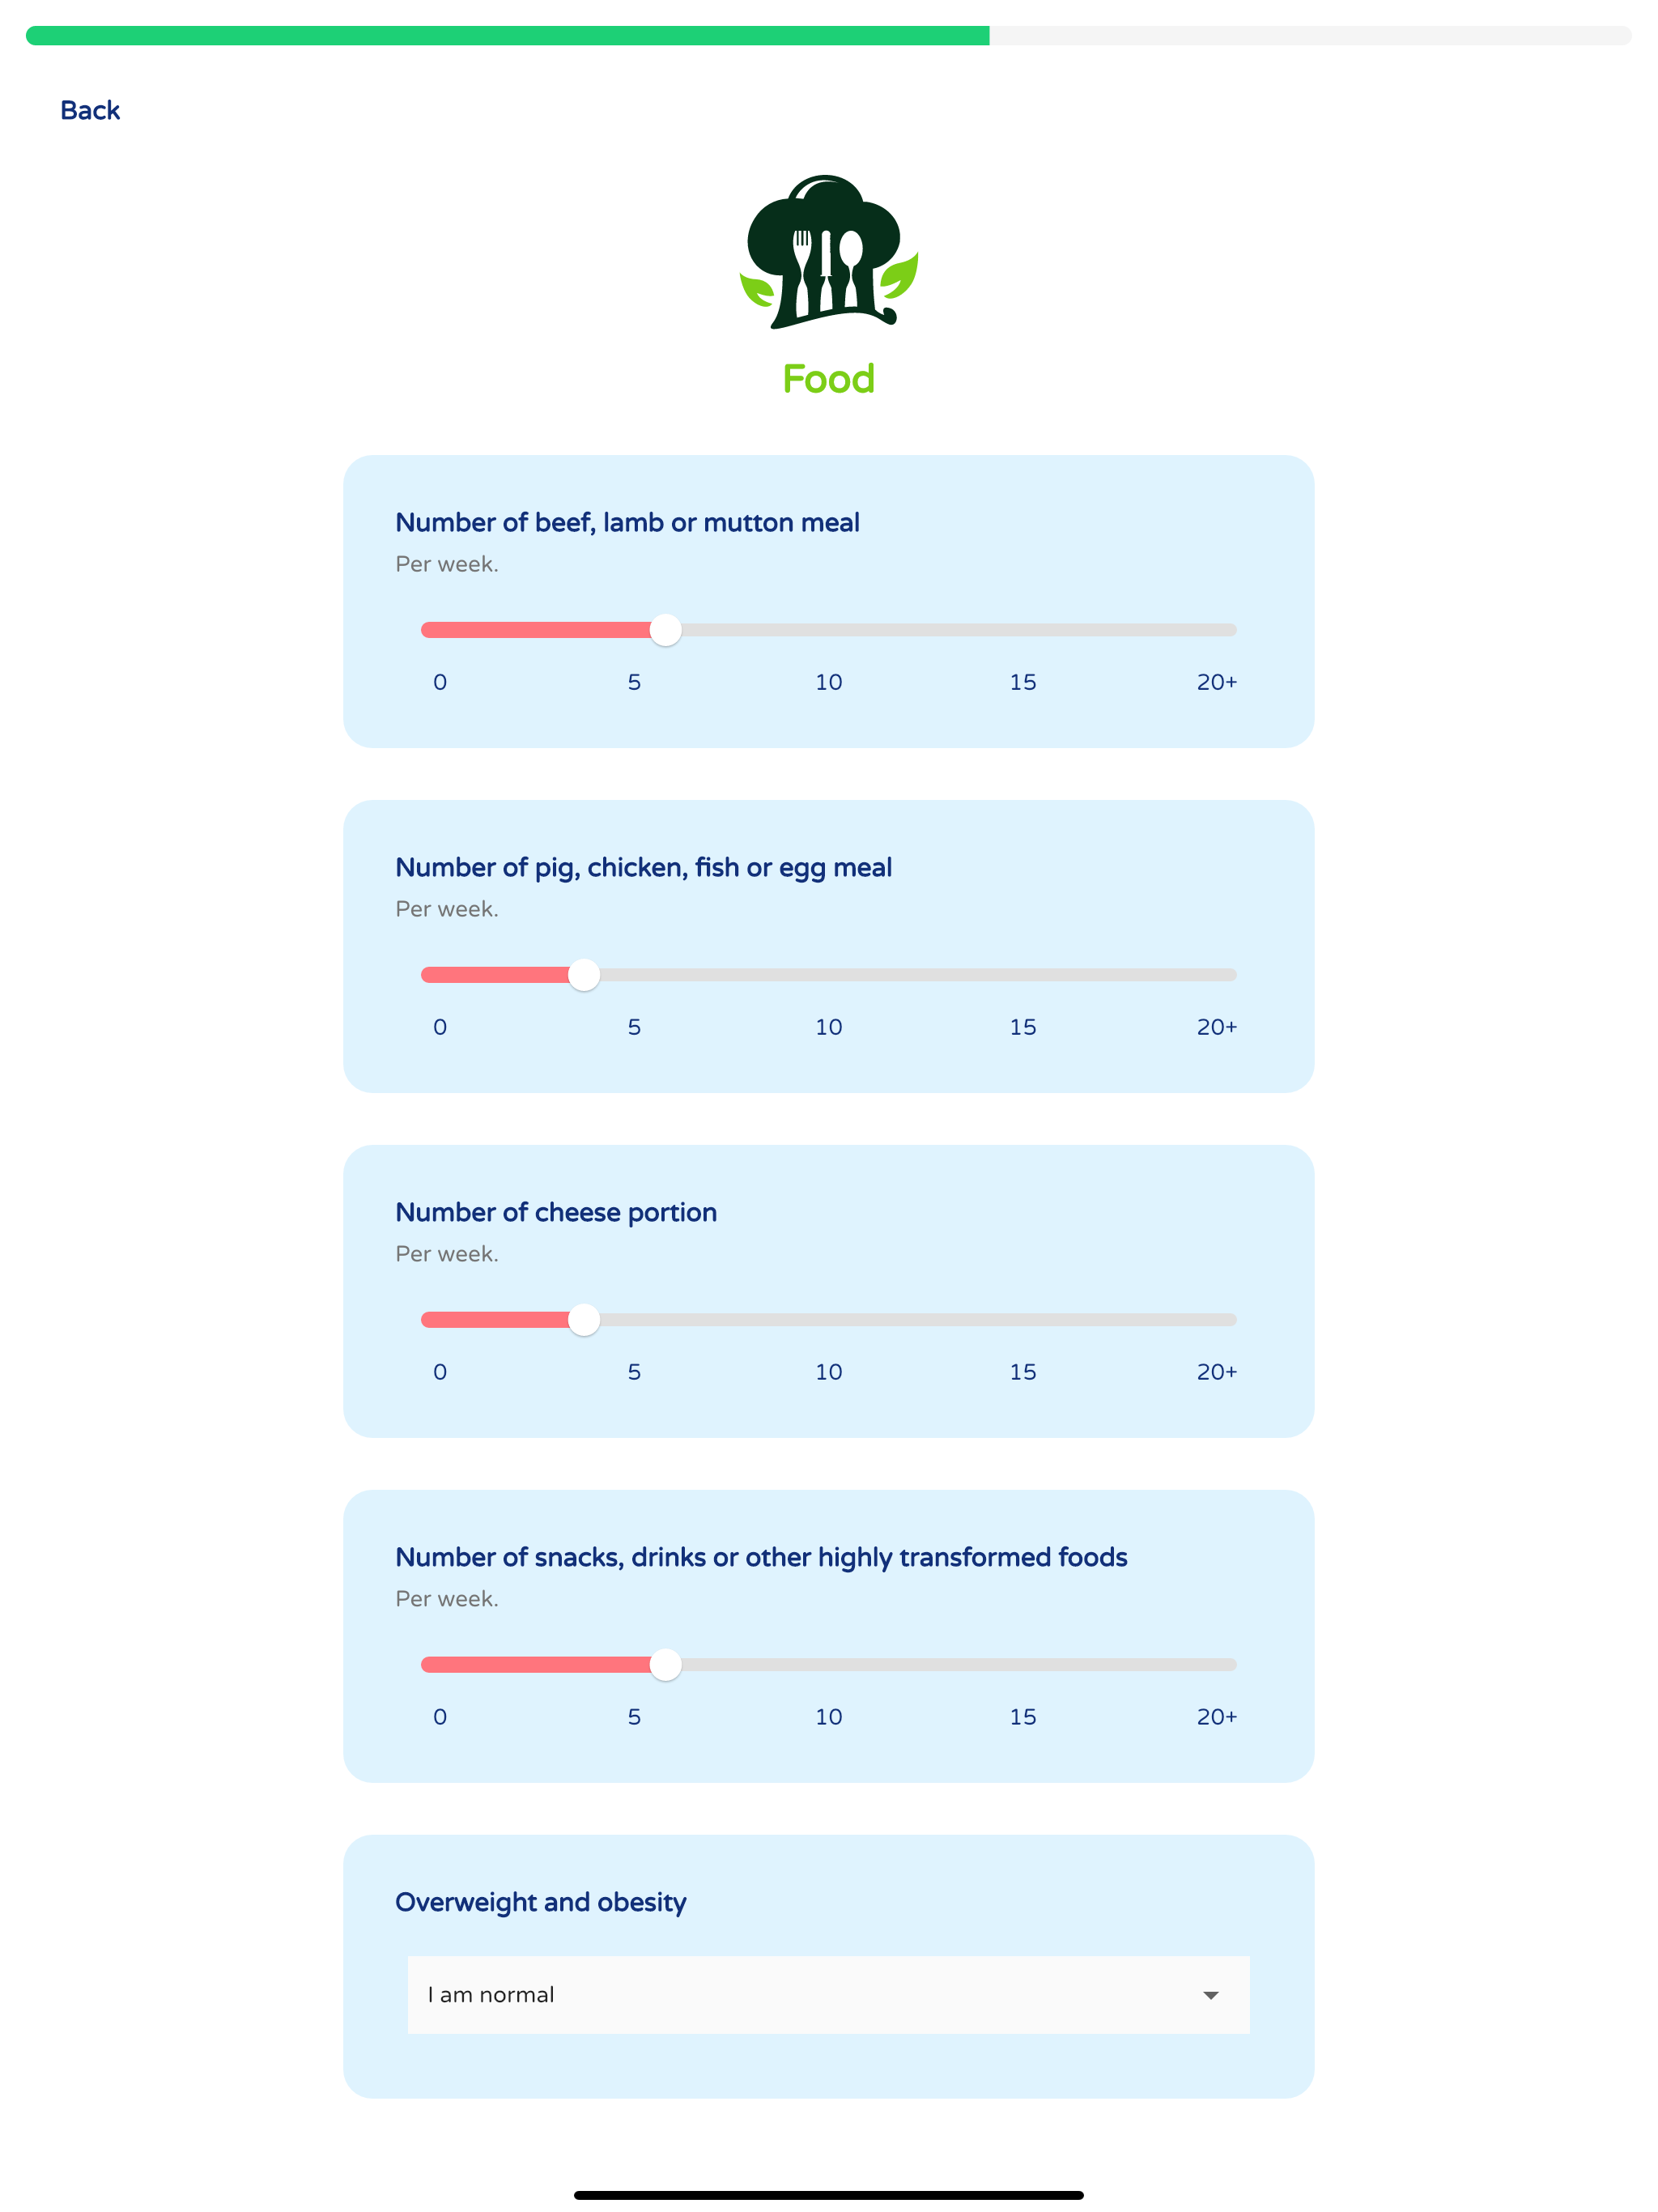 Back
Food
Number of beef, lamb or mutton meal
Per week.
0 5 10 15 20+
Number of pig, chicken, fish or egg meal
Per week.
0 5 10 15 20+
Number of cheese portion
Per week.
0 5 10 15 20+
Number of snacks, drinks or other highly transformed foods
Per week.
0 5 10 15 20+
Overweight and obesity
I am normal